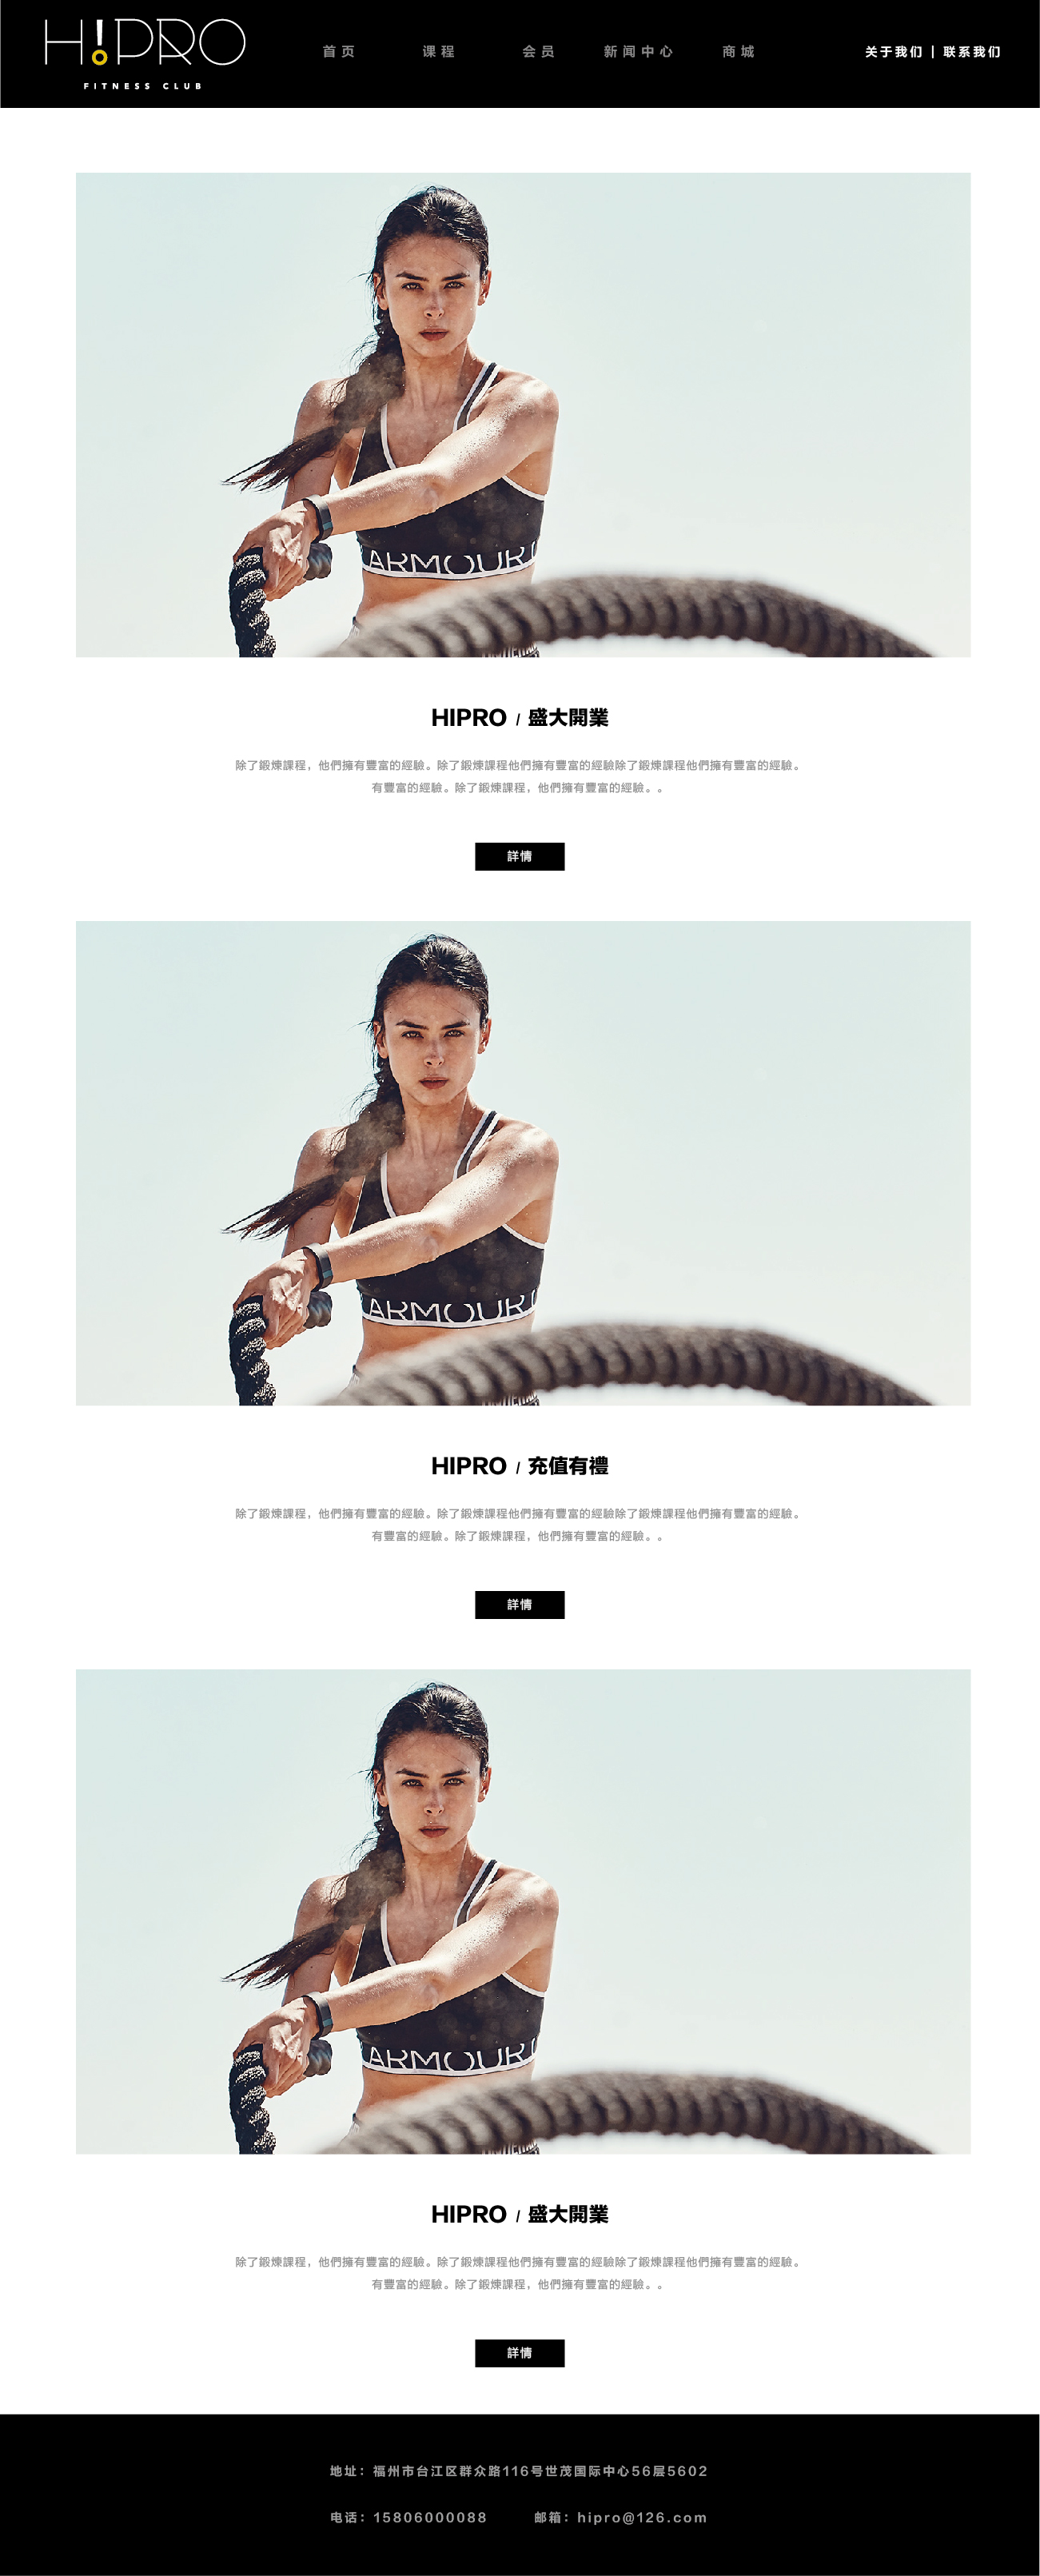 H!PRO
FITNESS CLUB
首页 课程 会员 新闻中心 商城 关于我们 | 联系我们
ARMOUR
HIPRO / 盛大開業
除了鍛煉課程，他們擁有豐富的經驗。除了鍛煉課程他們擁有豐富的經驗除了鍛煉課程他們擁有豐富的經驗。
有豐富的經驗。除了鍛煉課程，他們擁有豐富的經驗。。
詳情
ARMOUR
HIPRO / 充值有禮
除了鍛煉課程，他們擁有豐富的經驗。除了鍛煉課程他們擁有豐富的經驗除了鍛煉課程他們擁有豐富的經驗。
有豐富的經驗。除了鍛煉課程，他們擁有豐富的經驗。。
詳情
ARMOUR
HIPRO / 盛大開業
除了鍛煉課程，他們擁有豐富的經驗。除了鍛煉課程他們擁有豐富的經驗除了鍛煉課程他們擁有豐富的經驗。
有豐富的經驗。除了鍛煉課程，他們擁有豐富的經驗。。
詳情
地址：福州市台江区群众路116号世茂国际中心56层5602
电话：15806000088 邮箱：hipro@126.com